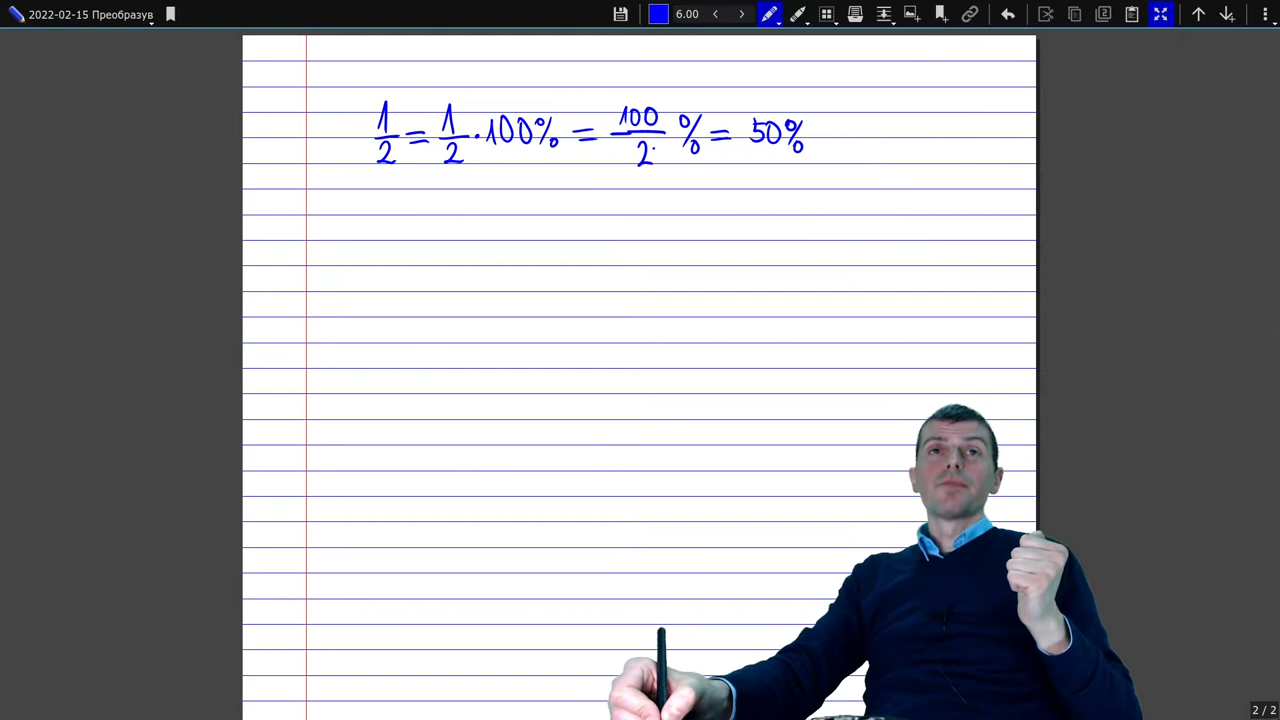 2022-02-15 Преобразув
6.00
1/2 = 1/2 · 100% = 100/2 % = 50%
2 / 2